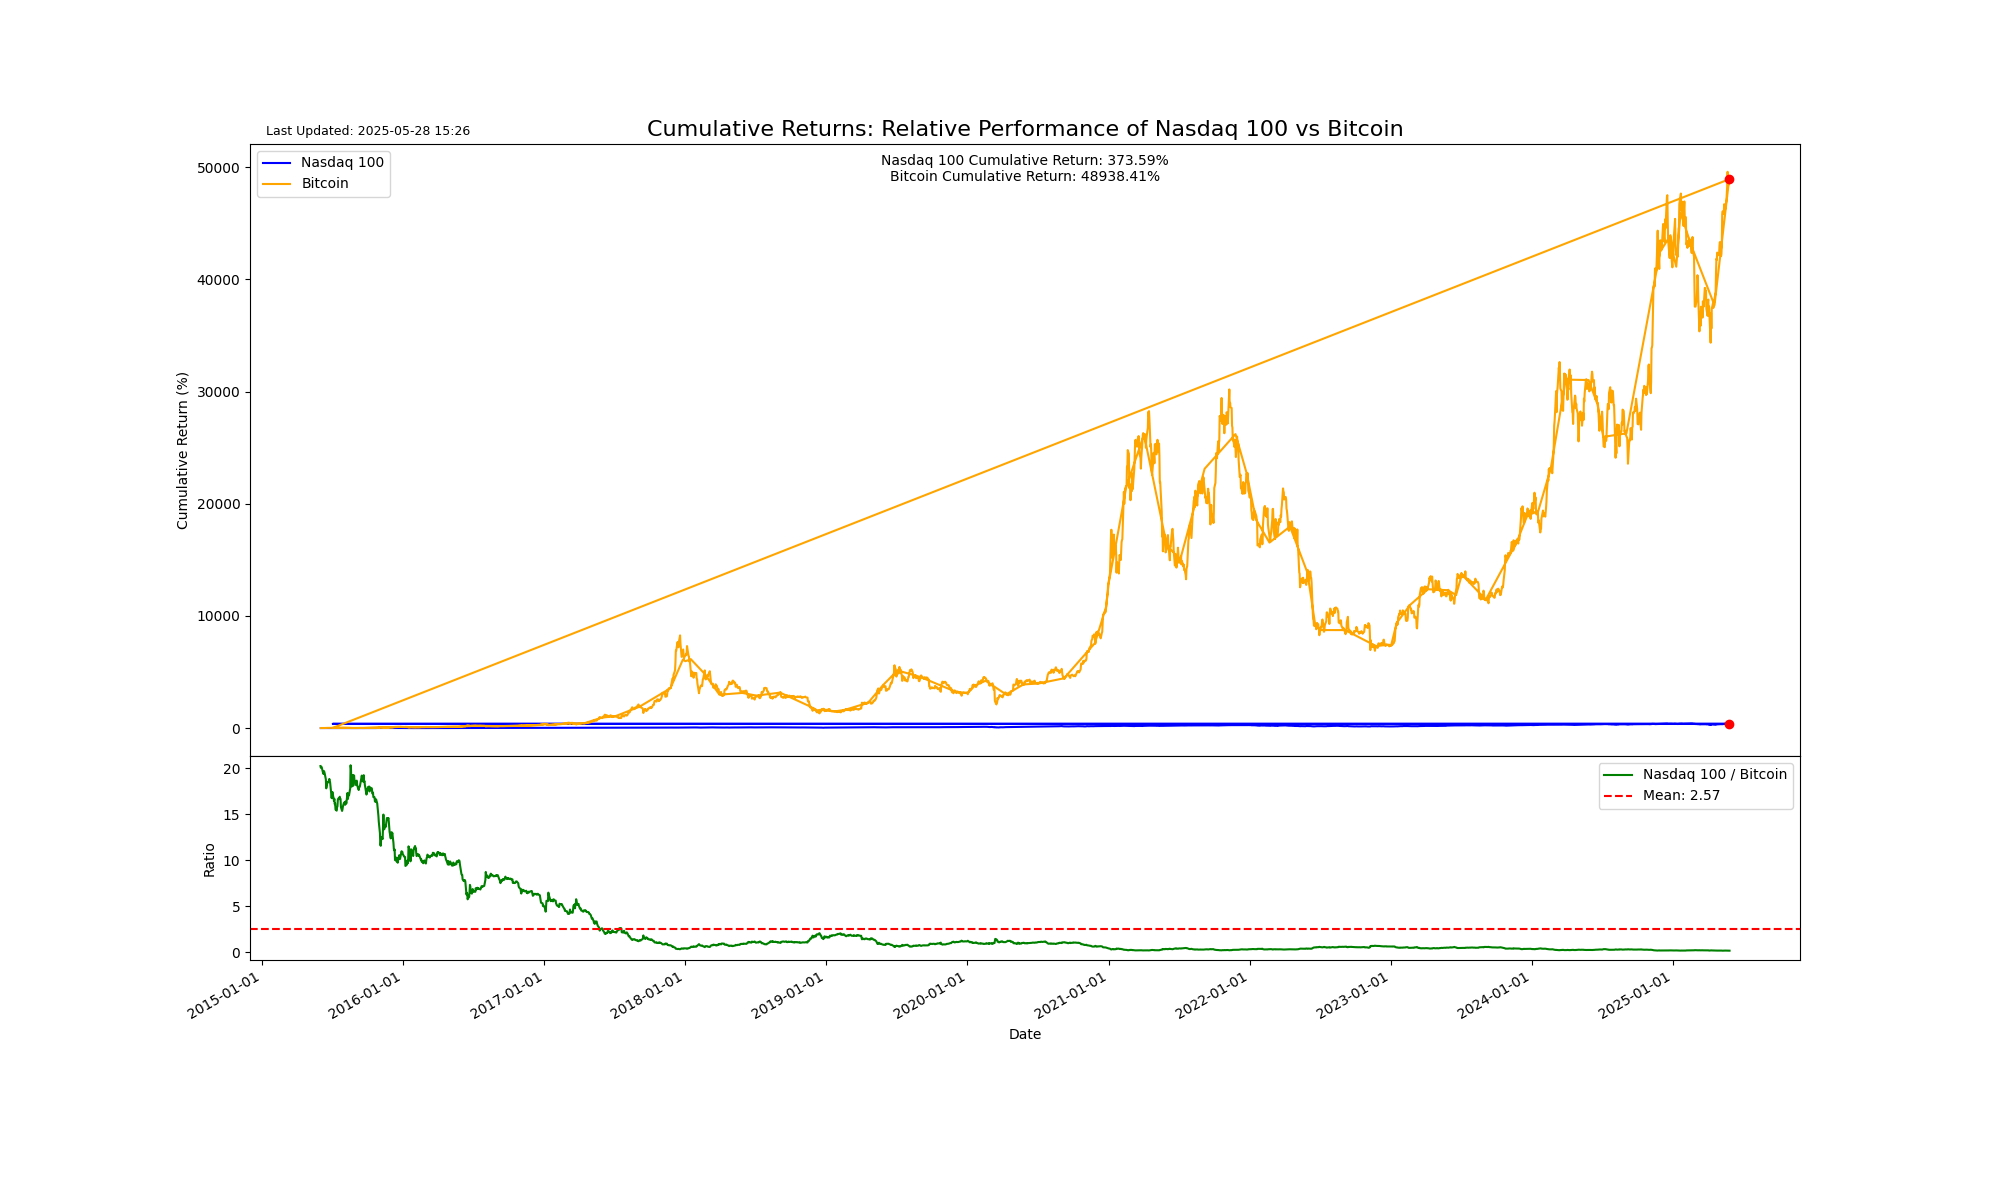 Last Updated: 2025-05-28 15:26
Cumulative Returns: Relative Performance of Nasdaq 100 vs Bitcoin
Nasdaq 100
Bitcoin
Nasdaq 100 Cumulative Return: 373.59%
Bitcoin Cumulative Return: 48938.41%
Cumulative Return (%)
50000
40000
30000
20000
10000
0
Nasdaq 100 / Bitcoin
Mean: 2.57
Ratio
20
15
10
5
0
2015-01-01
2016-01-01
2017-01-01
2018-01-01
2019-01-01
2020-01-01
2021-01-01
2022-01-01
2023-01-01
2024-01-01
2025-01-01
Date